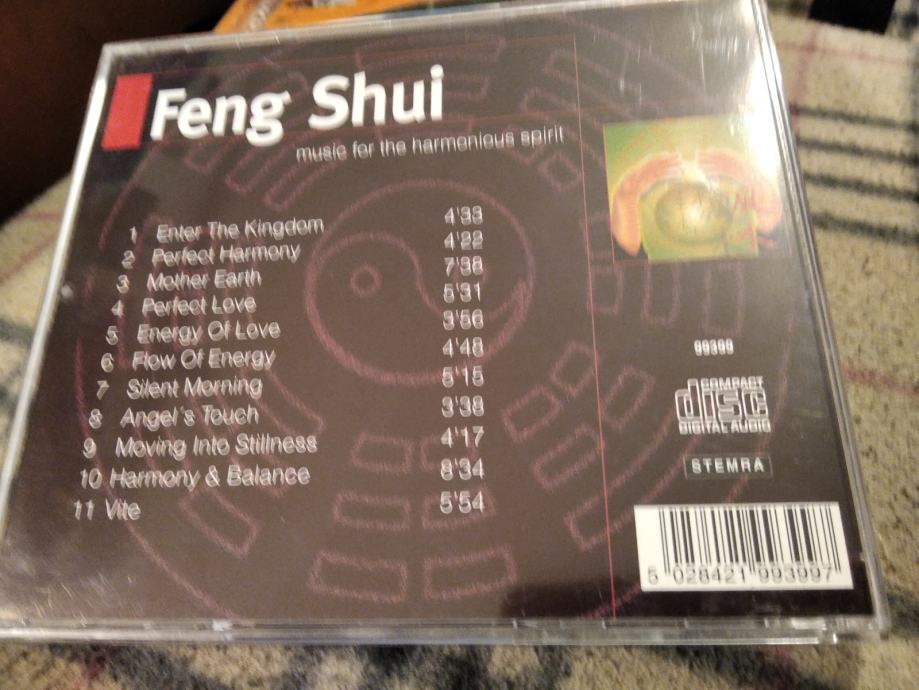 Feng Shui
music for the harmonious spirit
1 Enter The Kingdom 4'33
2 Perfect Harmony 4'22
3 Mother Earth 7'38
4 Perfect Love 5'31
5 Energy Of Love 3'56
6 Flow Of Energy 4'48
7 Silent Morning 5'15
8 Angel's Touch 3'38
9 Moving Into Stillness 4'17
10 Harmony & Balance 8'34
11 Vite 5'54
99399
COMPACT
disc
DIGITAL AUDIO
STEMRA
5 028421 993997